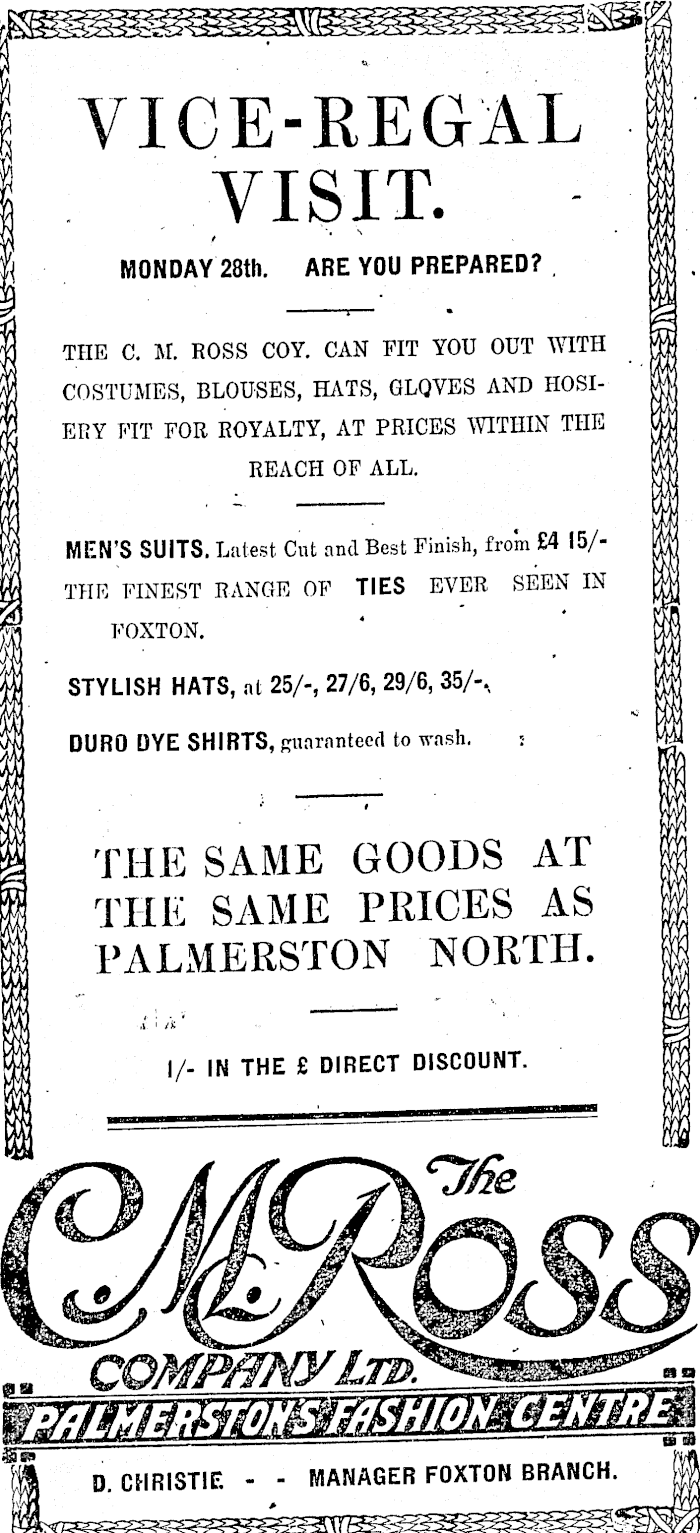 VICE-REGAL
VISIT.
MONDAY 28th. ARE YOU PREPARED?
THE C. M. ROSS COY. CAN FIT YOU OUT WITH
COSTUMES, BLOUSES, HATS, GLOVES AND HOSI-
ERY FIT FOR ROYALTY, AT PRICES WITHIN THE
REACH OF ALL.
MEN'S SUITS. Latest Cut and Best Finish, from £4 15/-
THE FINEST RANGE OF TIES EVER SEEN IN
FOXTON.
STYLISH HATS, at 25/-, 27/6, 29/6, 35/-.
DURO DYE SHIRTS, guaranteed to wash.
THE SAME GOODS AT
THE SAME PRICES AS
PALMERSTON NORTH.
1/- IN THE £ DIRECT DISCOUNT.
The
C.M. ROSS
COMPANY LTD.
PALMERSTON'S FASHION CENTRE
D. CHRISTIE - - MANAGER FOXTON BRANCH.